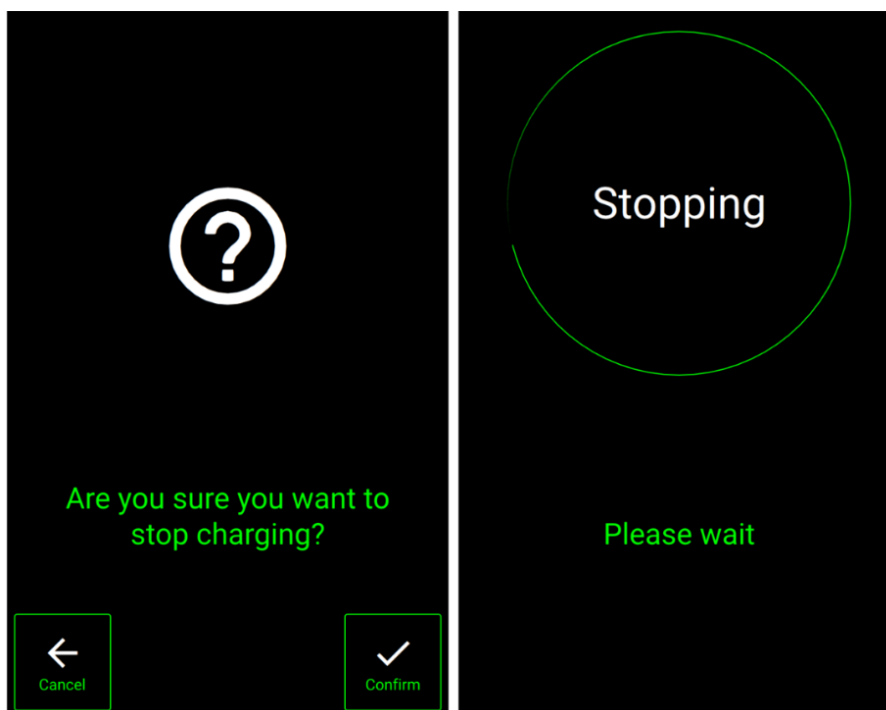 ?
Are you sure you want to
stop charging?
Cancel
Confirm
Stopping
Please wait